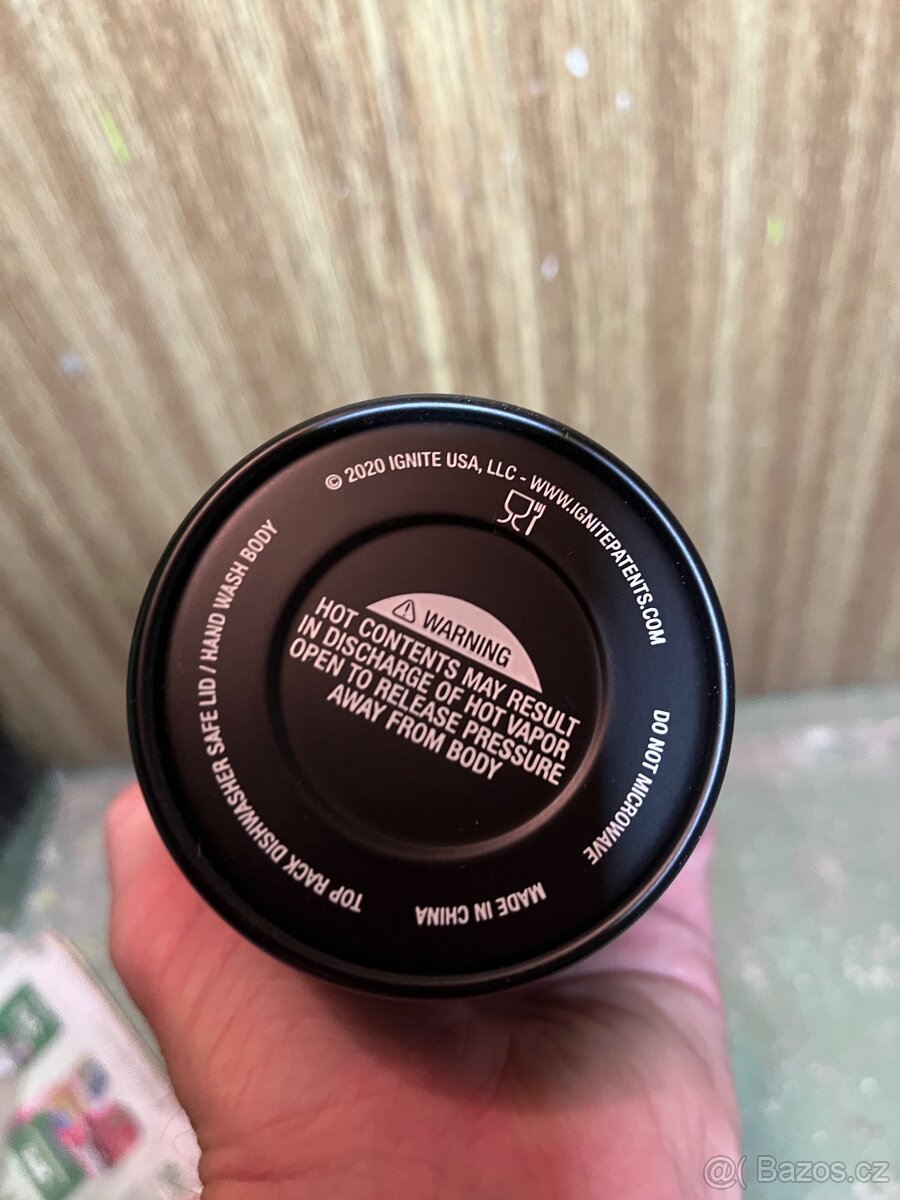 © 2020 IGNITE USA, LLC - WWW.IGNITEPATENTS.COM
WARNING
HOT CONTENTS MAY RESULT
IN DISCHARGE OF HOT VAPOR
OPEN TO RELEASE PRESSURE
AWAY FROM BODY
DO NOT MICROWAVE
MADE IN CHINA
TOP RACK DISHWASHER SAFE LID / HAND WASH BODY
@( Bazos.cz